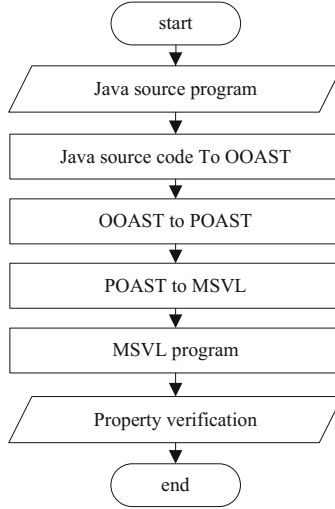 start
Java source program
Java source code To OOAST
OOAST to POAST
POAST to MSVL
MSVL program
Property verification
end